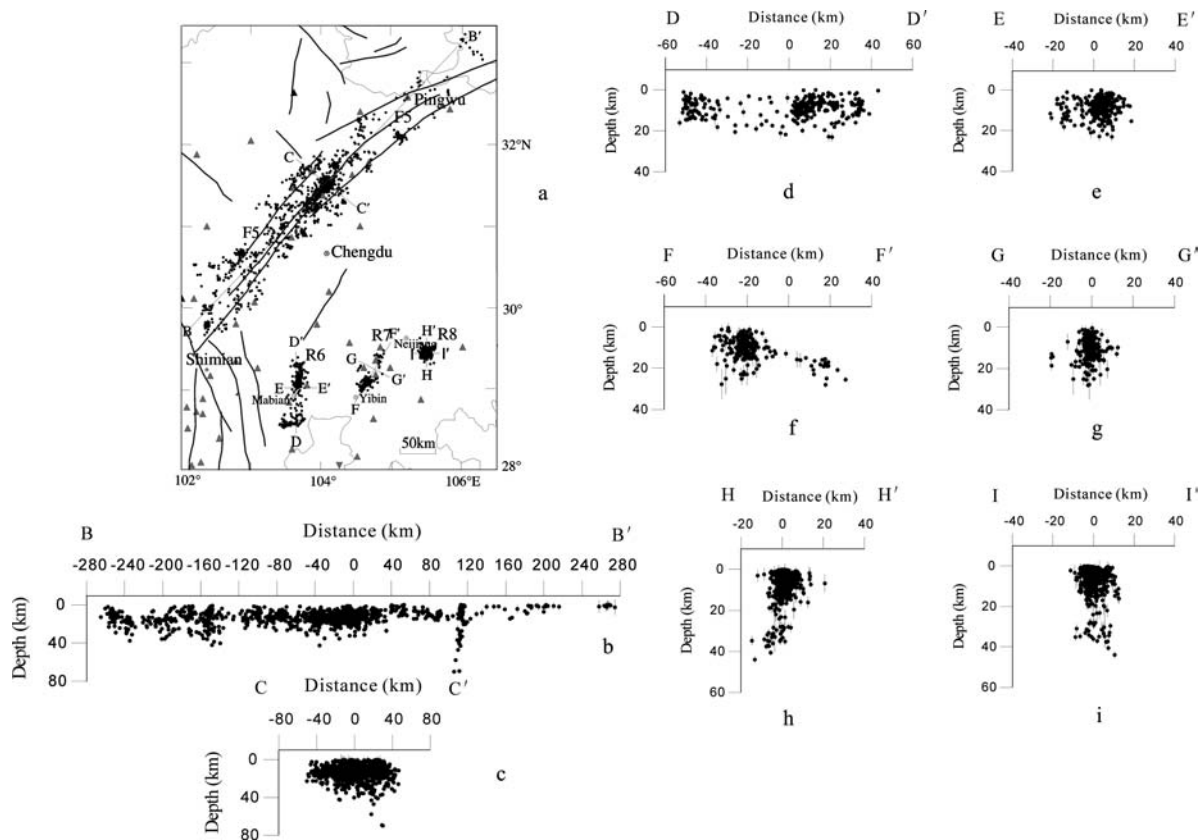 B′
Pingwu
F5
32°N
C
C′
a
F5
Chengdu
30°
B
Shimian
D′
R6
R7
F′
Neijiang
H′
R8
G
I
I′
E
E′
G′
H
Mabian
F
Yibin
D
50km
28°
102°
104°
106°E
B
Distance (km)
B′
-280 -240 -200 -160 -120 -80 -40 0 40 80 120 160 200 240 280
Depth (km)
0
40
80
b
C
Distance (km)
C′
-80 -40 0 40 80
Depth (km)
0
40
80
c
D
Distance (km)
D′
-60 -40 -20 0 20 40 60
Depth (km)
0
20
40
d
E
Distance (km)
E′
-40 -20 0 20 40
Depth (km)
0
20
40
e
F
Distance (km)
F′
-60 -40 -20 0 20 40
Depth (km)
0
20
40
f
G
Distance (km)
G′
-40 -20 0 20 40
Depth (km)
0
20
40
g
H
Distance (km)
H′
-20 0 20 40
Depth (km)
0
20
40
60
h
I
Distance (km)
I′
-40 -20 0 20 40
Depth (km)
0
20
40
60
i